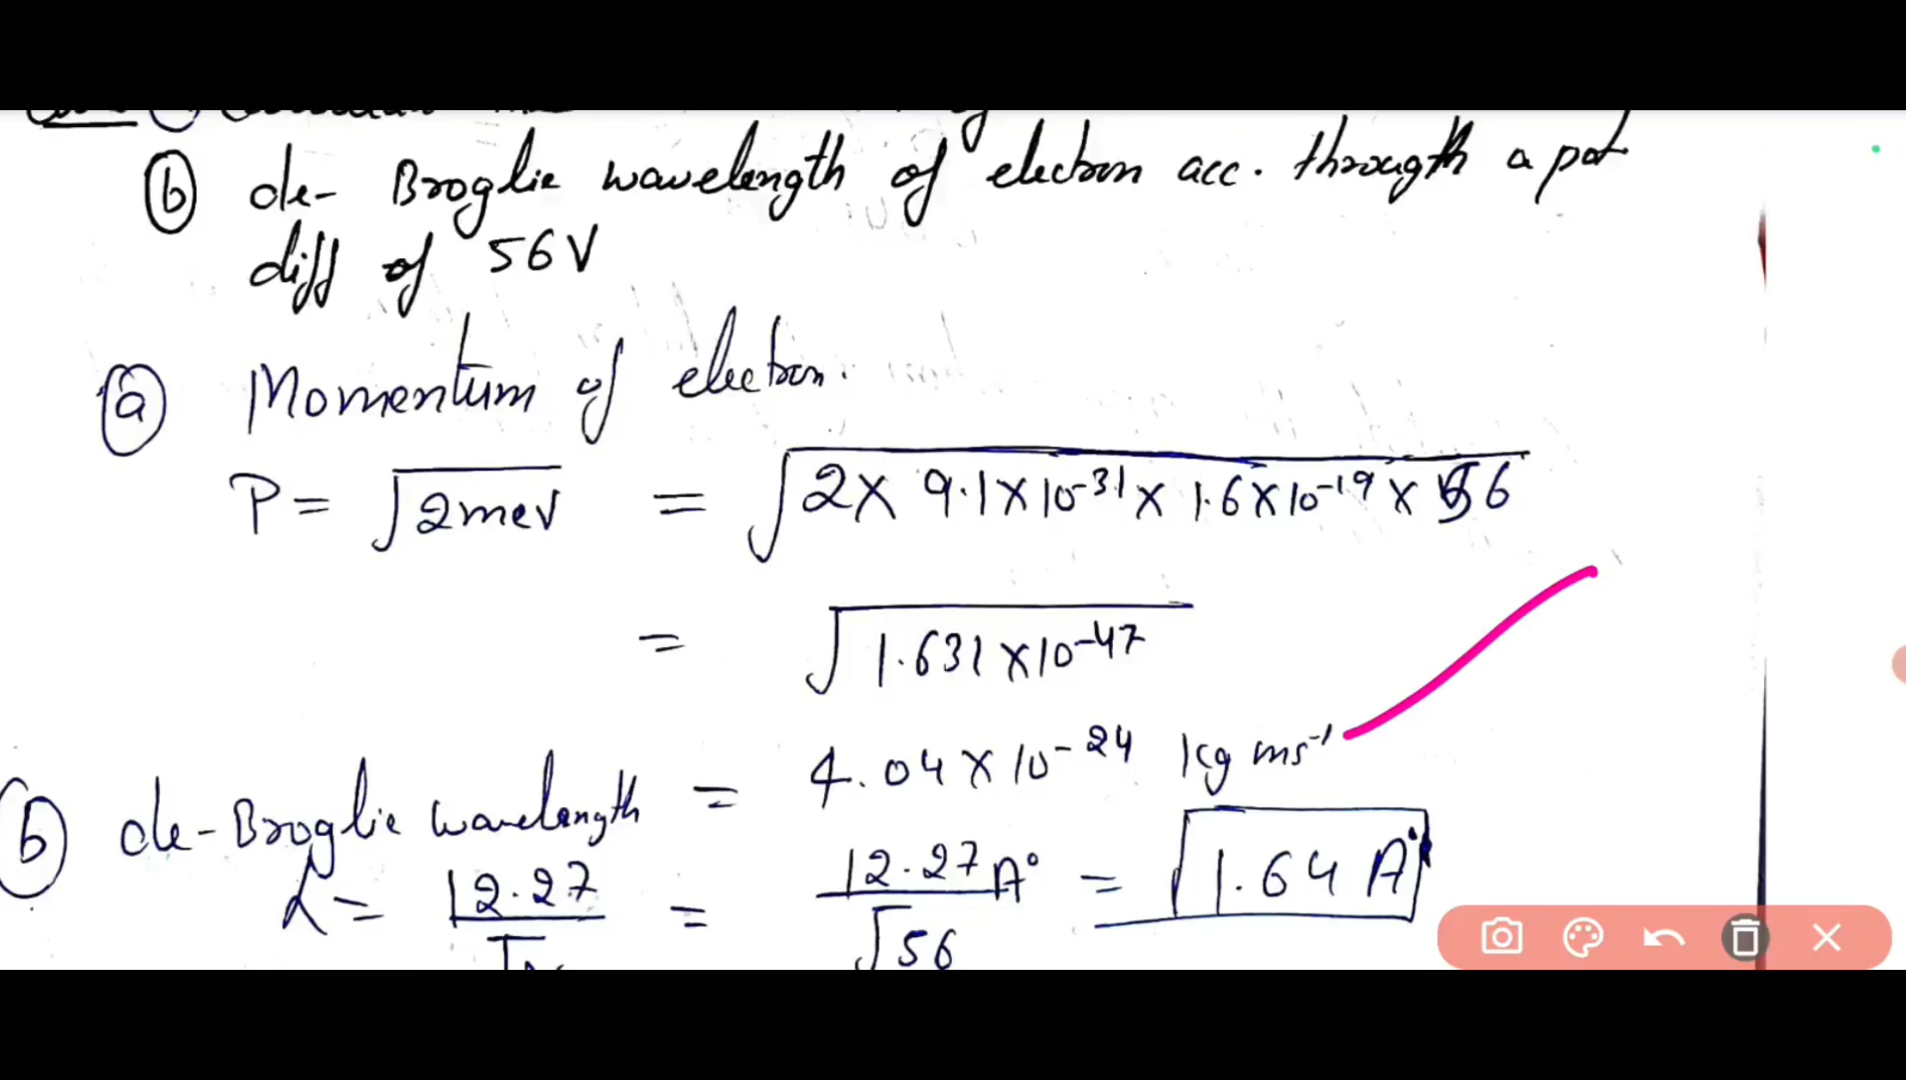 ⓑ de- Broglie wavelength of electron acc. through a pot
diff of 56V
ⓐ Momentum of electron.
P = √2mev = √2× 9.1×10⁻³¹× 1.6×10⁻¹⁹ × 56
= √1.631×10⁻⁴⁷
= 4.04×10⁻²⁴ kg ms⁻¹
ⓑ de-Broglie wavelength
λ = 12.27/√ = 12.27 A°/√56 = 1.64 A°